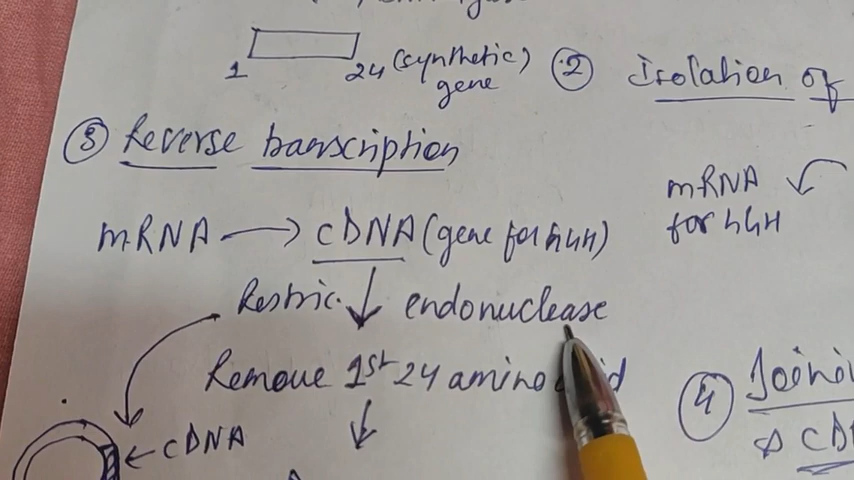 1 24 (synthetic)
gene
② Isolation of
③ Reverse transcription
mRNA
for hGH
mRNA → cDNA (gene for hGH)
Restric. endonuclease
Remove 1st 24 amino
④ Joini
← cDNA